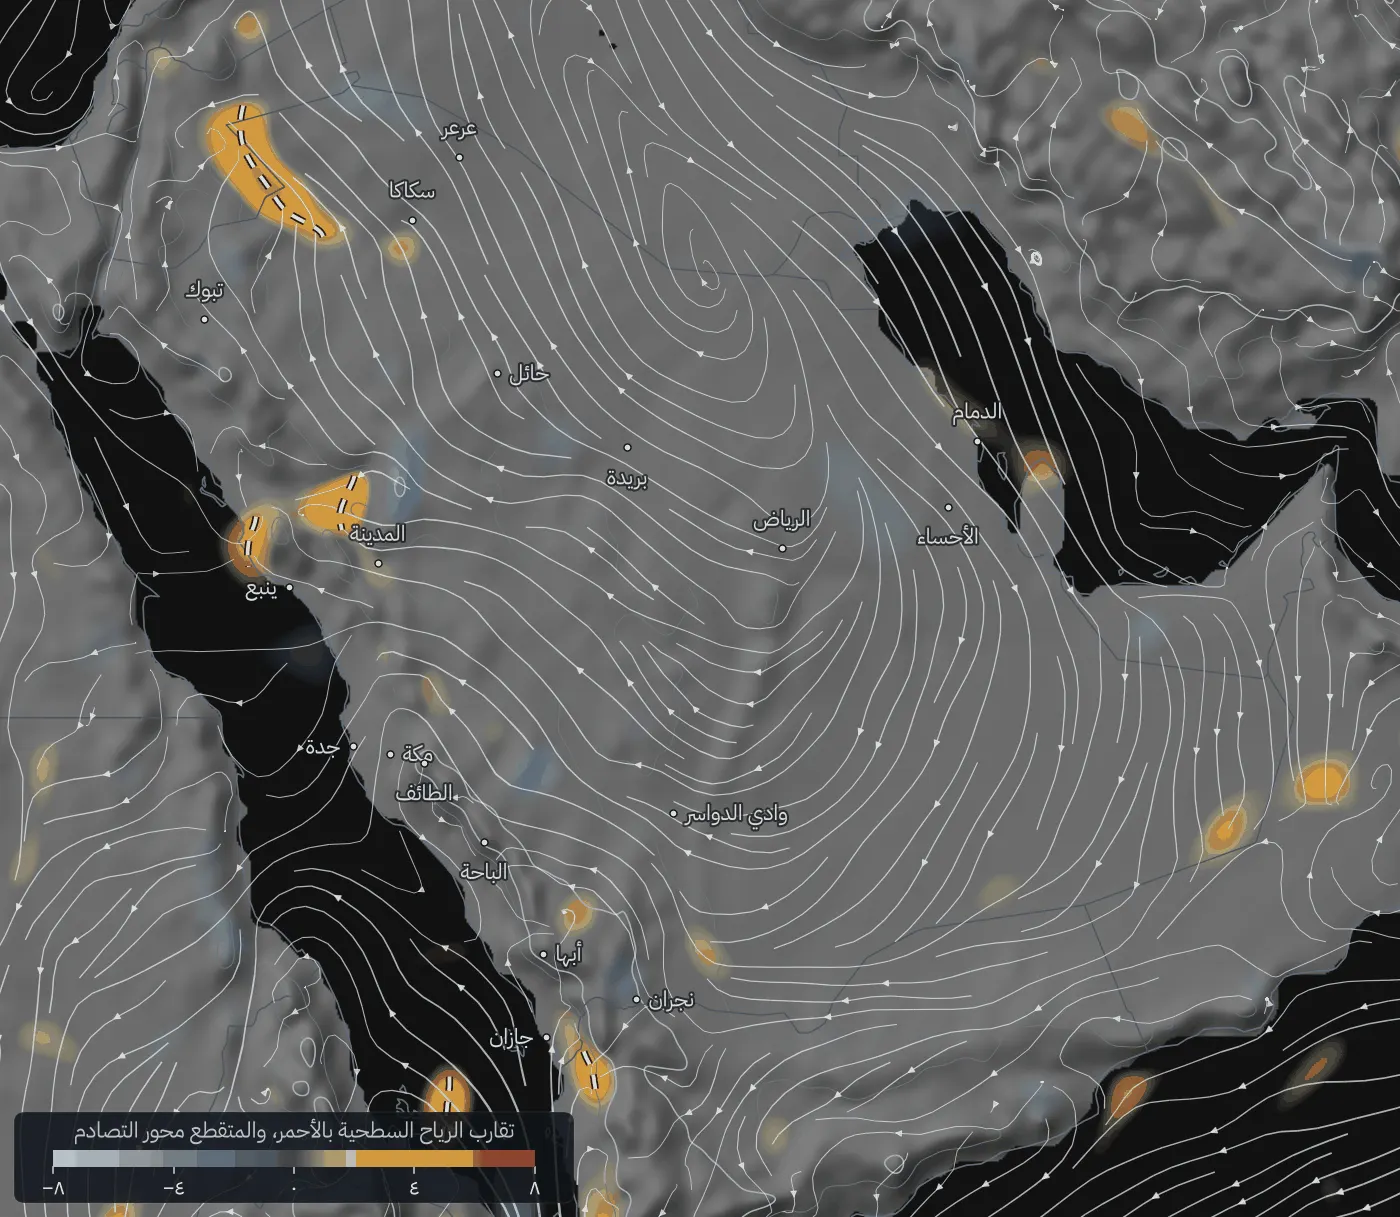 عرعر
سكاكا
تبوك
حائل
الدمام
بريدة
الرياض
الأحساء
المدينة
ينبع
جدة
مكة
الطائف
وادي الدواسر
الباحة
أبها
نجران
جازان
تقارب الرياح السطحية بالأحمر، والمتقطع محور التصادم
−٨ −٤ ٠ ٤ ٨